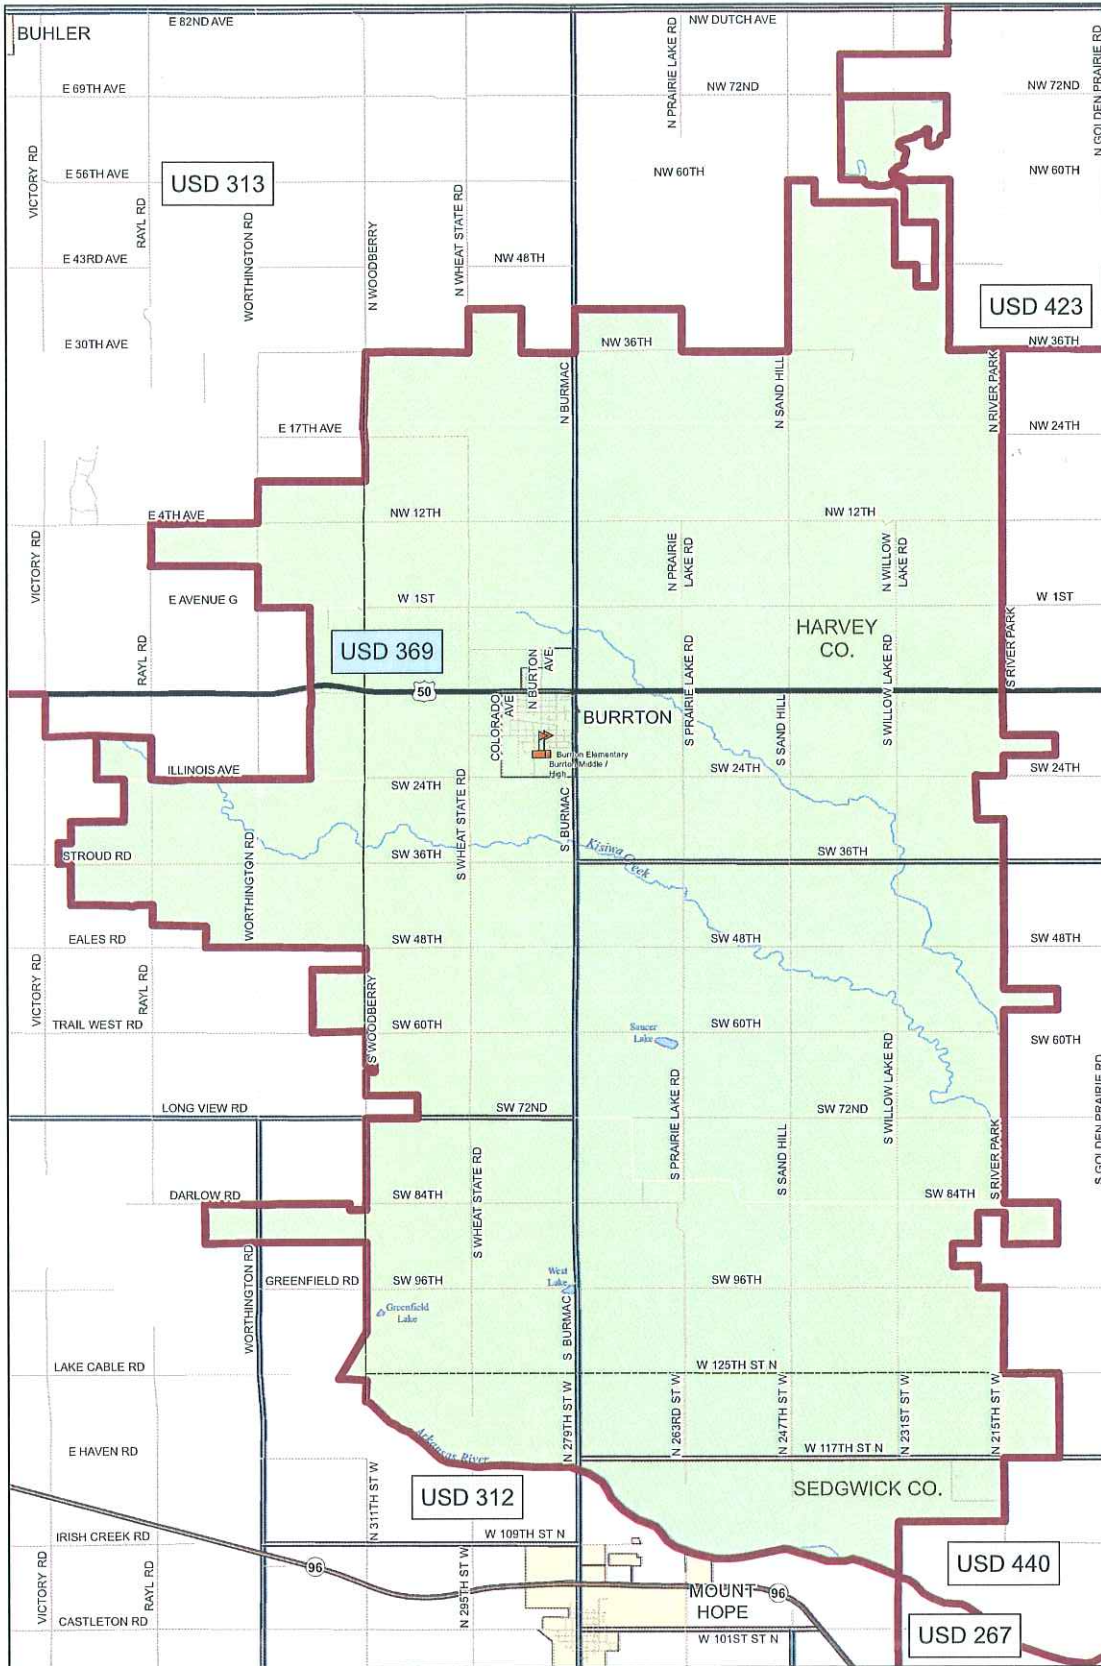 BUHLER
E 82ND AVE
NW DUTCH AVE
N PRAIRIE LAKE RD
N GOLDEN PRAIRIE RD
E 69TH AVE
NW 72ND
NW 72ND
VICTORY RD
E 56TH AVE
USD 313
NW 60TH
NW 60TH
RAYL RD
WORTHINGTON RD
N WOODBERRY
N WHEAT STATE RD
E 43RD AVE
NW 48TH
USD 423
E 30TH AVE
NW 36TH
NW 36TH
N BURMAC
N SAND HILL
N RIVER PARK
E 17TH AVE
NW 24TH
E 4TH AVE
NW 12TH
NW 12TH
VICTORY RD
N PRAIRIE LAKE RD
N WILLOW LAKE RD
E AVENUE G
W 1ST
W 1ST
HARVEY CO.
RAYL RD
USD 369
N BURTON AVE
S PRAIRIE LAKE RD
S WILLOW LAKE RD
S RIVER PARK
50
COLORADO AVE
BURRTON
S SAND HILL
Burrton Elementary
Burrton Middle /
High
ILLINOIS AVE
SW 24TH
SW 24TH
SW 24TH
S WHEAT STATE RD
S BURMAC
STROUD RD
WORTHINGTON RD
SW 36TH
Kisiwa Creek
SW 36TH
EALES RD
SW 48TH
SW 48TH
SW 48TH
VICTORY RD
RAYL RD
S WOODBERRY
TRAIL WEST RD
SW 60TH
Saucer
Lake
SW 60TH
SW 60TH
S WILLOW LAKE RD
S PRAIRIE LAKE RD
S GOLDEN PRAIRIE RD
LONG VIEW RD
SW 72ND
SW 72ND
S SAND HILL
S RIVER PARK
S WHEAT STATE RD
DARLOW RD
SW 84TH
SW 84TH
WORTHINGTON RD
GREENFIELD RD
SW 96TH
West
Lake
SW 96TH
Greenfield
Lake
S BURMAC
LAKE CABLE RD
W 125TH ST N
N 279TH ST W
N 263RD ST W
N 247TH ST W
N 231ST ST W
N 215TH ST W
E HAVEN RD
Arkansas River
W 117TH ST N
N 311TH ST W
USD 312
SEDGWICK CO.
IRISH CREEK RD
W 109TH ST N
96
USD 440
VICTORY RD
RAYL RD
N 295TH ST W
MOUNT
HOPE
96
CASTLETON RD
W 101ST ST N
USD 267